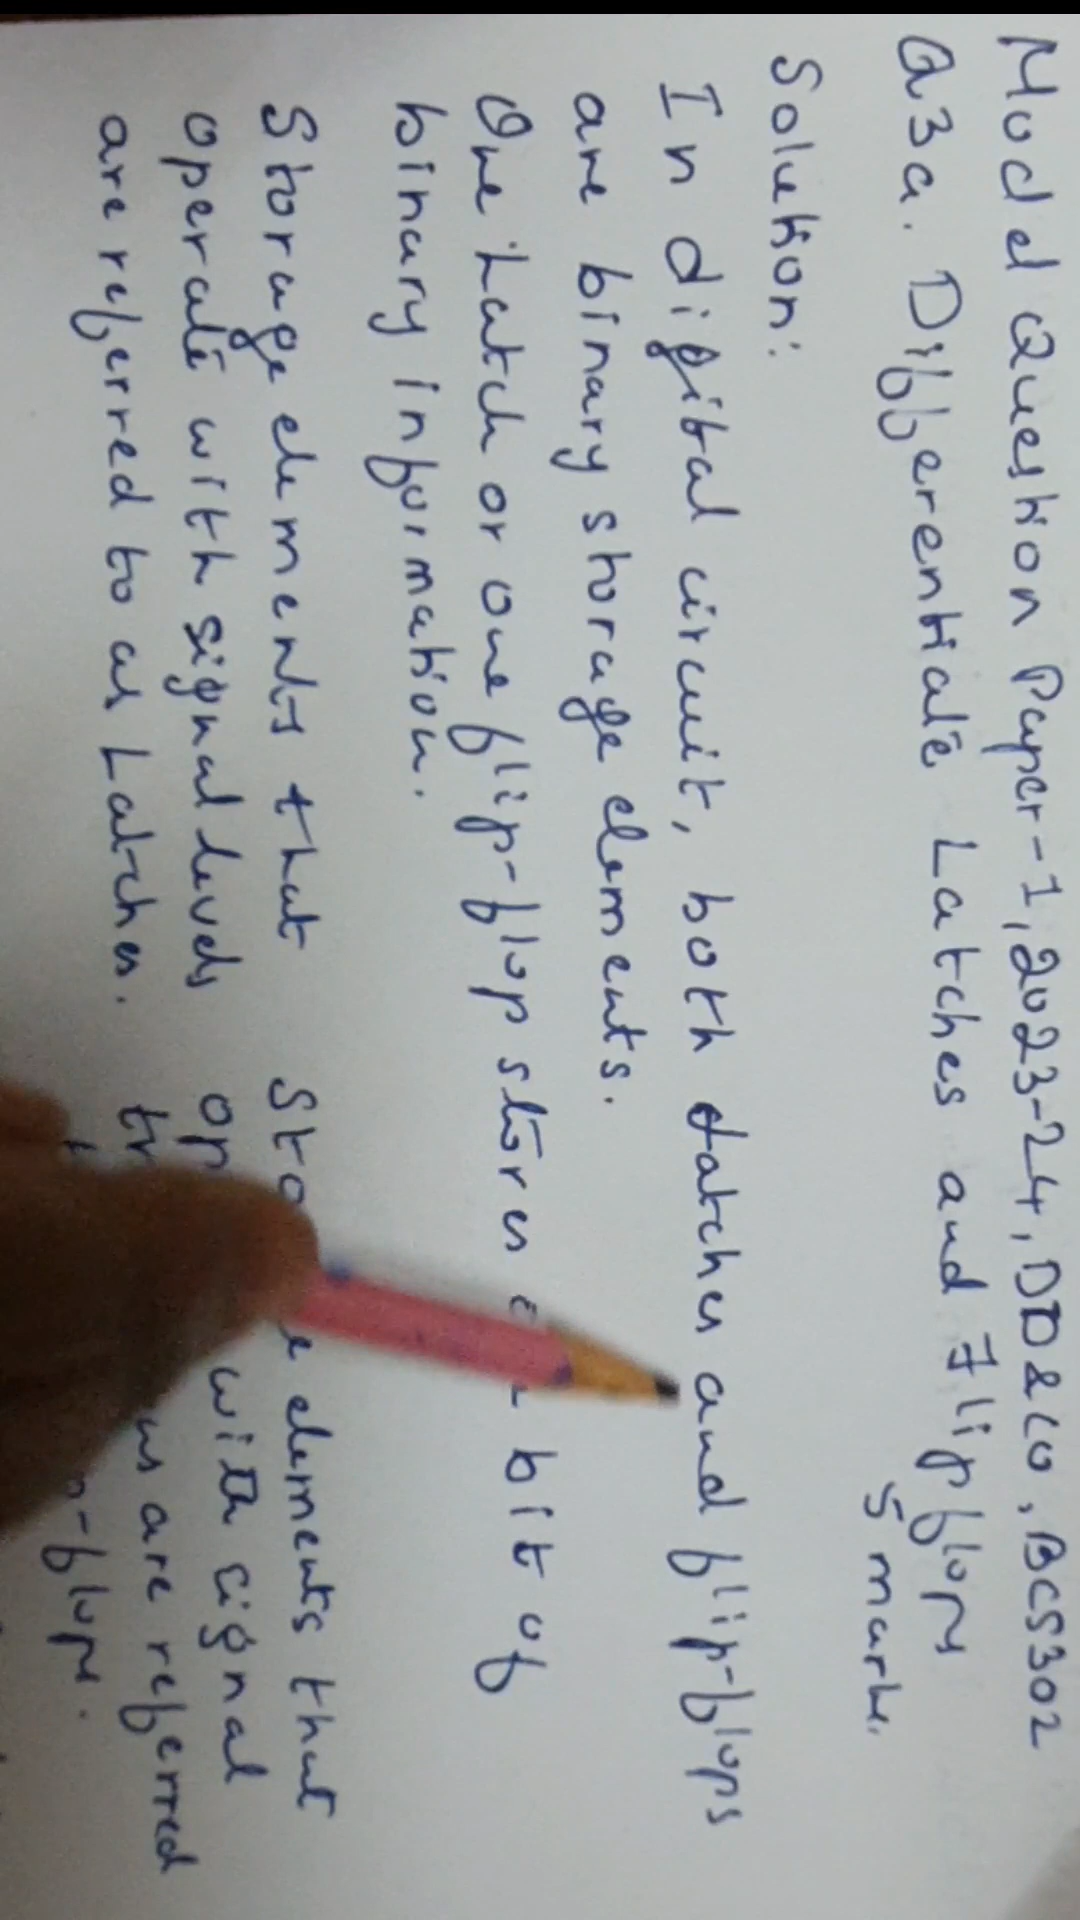 Model Question Paper-1, 2023-24, DD&CO, BCS302
Q3a. Differentiate Latches and Flipflops
5 marks.
Solution:
In digital circuit, both Latches and flip-flops
are binary storage elements.
One Latch or one flip-flop stores bit of
binary information.
Storage elements that
operate with signal levels
are referred to as Latches.
elements that
with signal
are referred